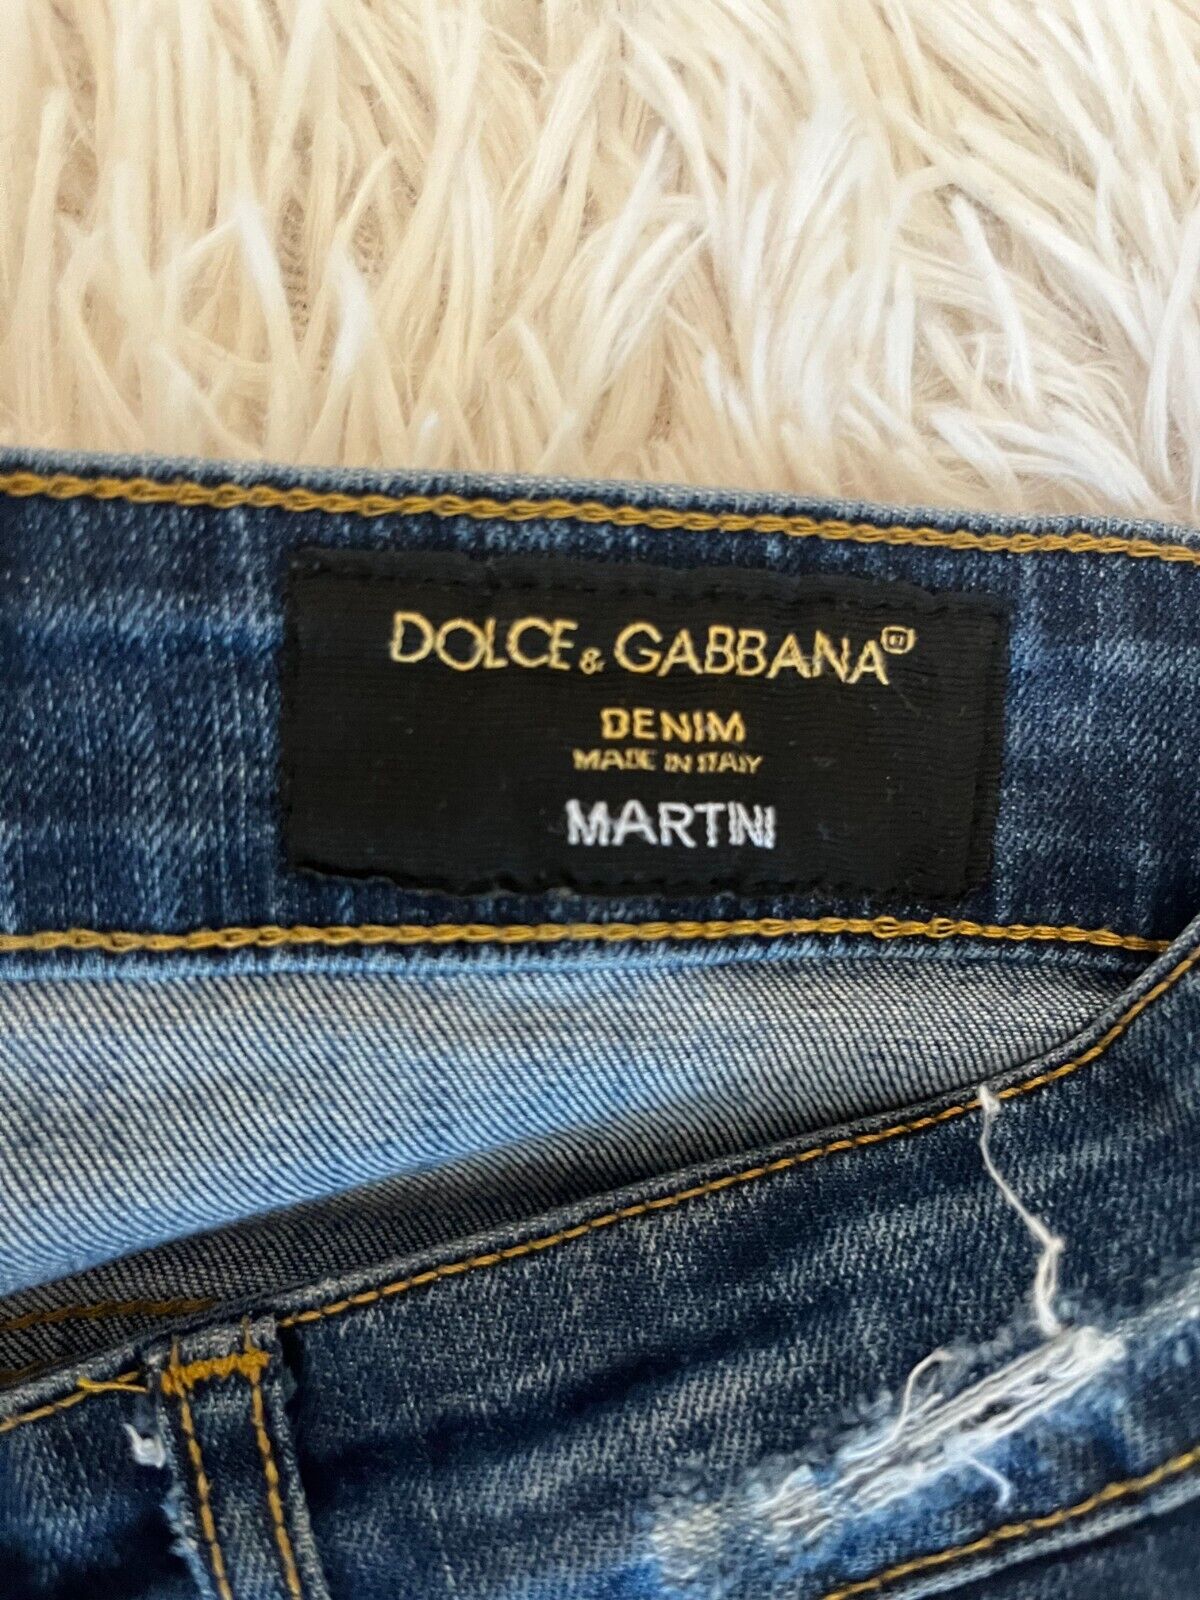 DOLCE & GABBANA
DENIM
MADE IN ITALY
MARTINI